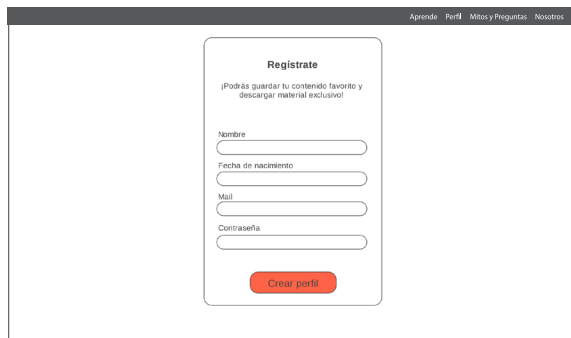 Aprende Perfil Mitos y Preguntas Nosotros
Regístrate
¡Podrás guardar tu contenido favorito y
descargar material exclusivo!
Nombre
Fecha de nacimiento
Mail
Contraseña
Crear perfil